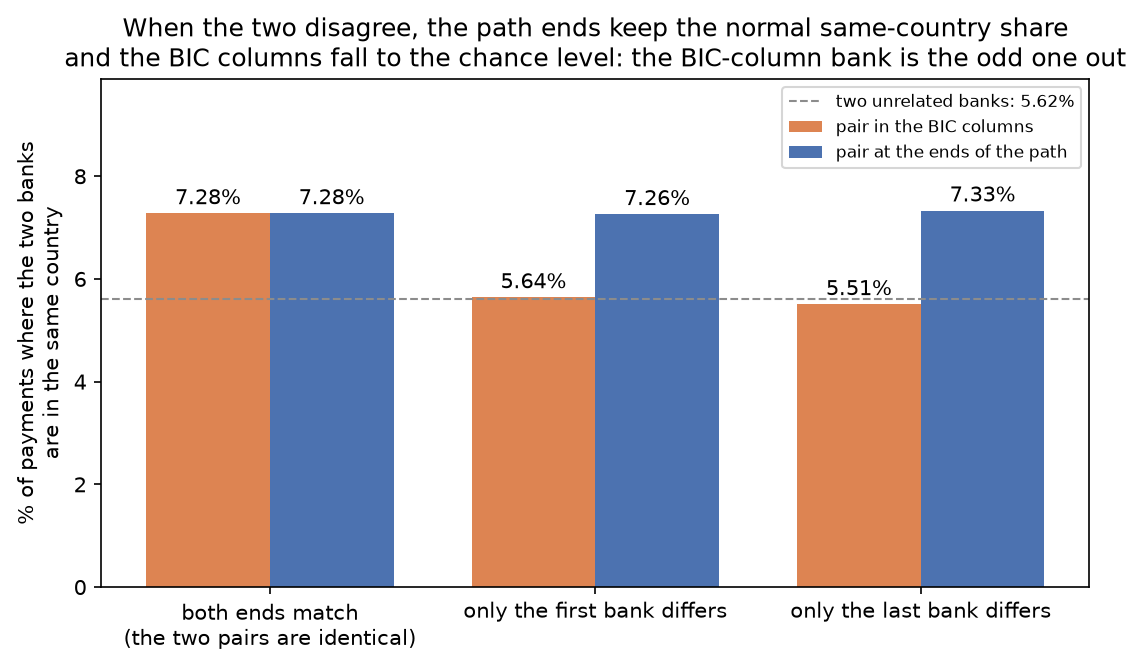 When the two disagree, the path ends keep the normal same-country share
and the BIC columns fall to the chance level: the BIC-column bank is the odd one out
% of payments where the two banks
are in the same country
8
6
4
2
0
two unrelated banks: 5.62%
pair in the BIC columns
pair at the ends of the path
7.28%
7.28%
5.64%
7.26%
5.51%
7.33%
both ends match
(the two pairs are identical)
only the first bank differs
only the last bank differs